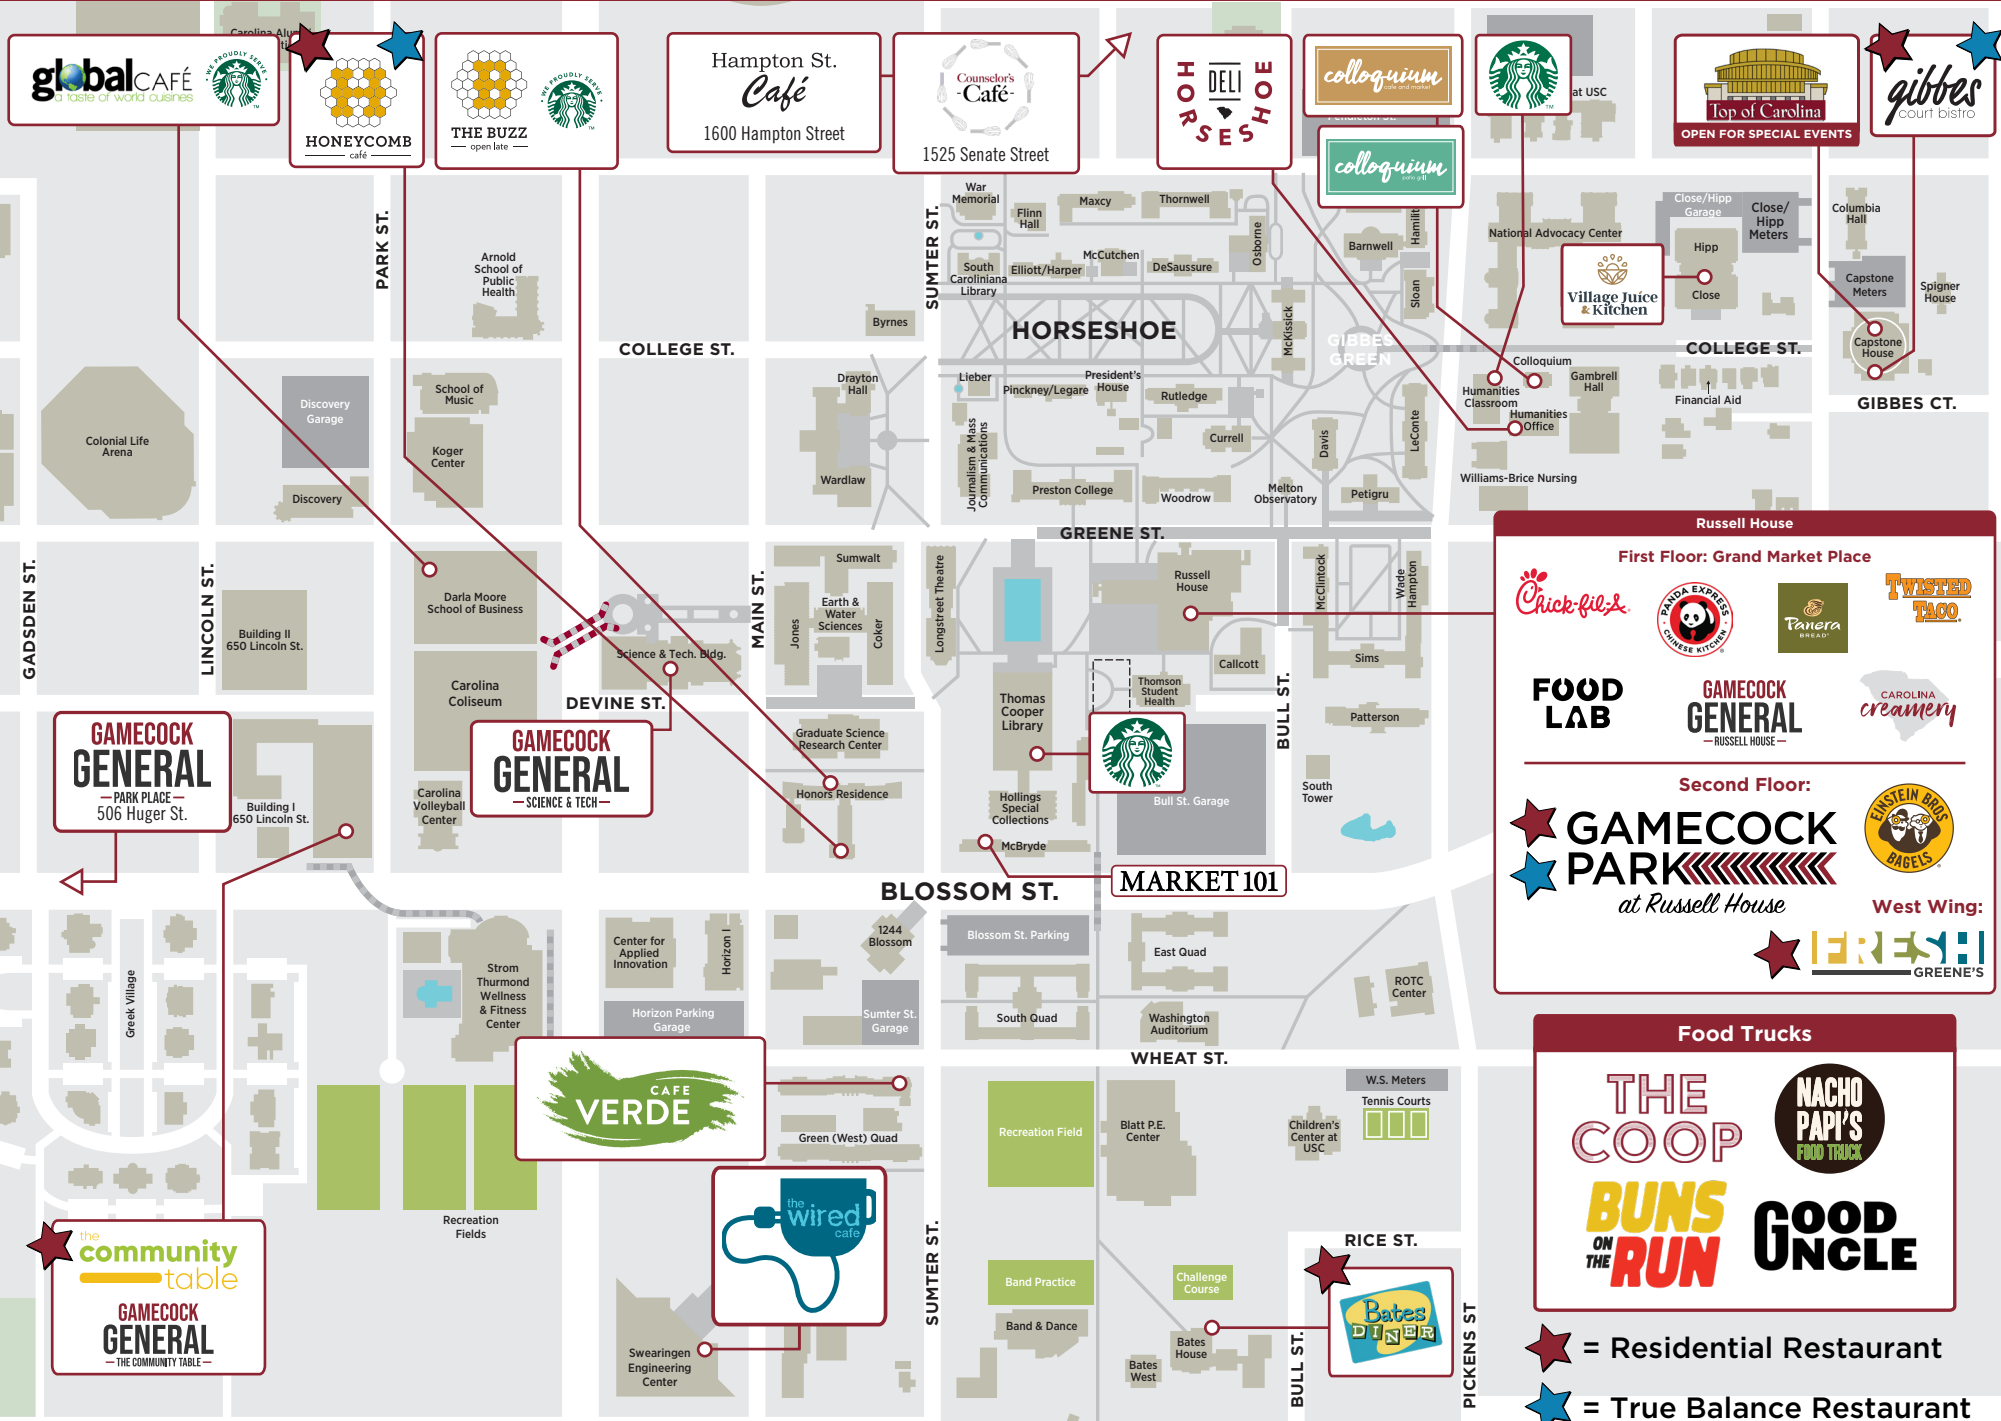 global CAFÉ
a taste of world cuisines
WE PROUDLY SERVE
HONEYCOMB
café
THE BUZZ
open late
WE PROUDLY SERVE
Hampton St.
Café
1600 Hampton Street
Counselor's
-Café-
1525 Senate Street
HORSESHOE
DELI
colloquium
cafe and market
colloquium
patio grill
at USC
Top of Carolina
OPEN FOR SPECIAL EVENTS
gibbes
court bistro
PARK ST.
SUMTER ST.
War
Memorial
Flinn
Hall
Maxcy
Thornwell
Osborne
South
Caroliniana
Library
Elliott/Harper
McCutchen
DeSaussure
Barnwell
Sloan
National Advocacy Center
Close/Hipp
Garage
Close/
Hipp
Meters
Hipp
Close
Village Juice
& Kitchen
Columbia
Hall
Capstone
Meters
Spigner
House
Capstone
House
Arnold
School of
Public
Health
Byrnes
HORSESHOE
McKissick
GIBBES
GREEN
COLLEGE ST.
COLLEGE ST.
GIBBES CT.
Colonial Life
Arena
Discovery
Garage
Discovery
School of
Music
Koger
Center
Drayton
Hall
Wardlaw
Lieber
Pinckney/Legare
President's
House
Rutledge
Journalism & Mass
Communications
Currell
Davis
LeConte
Preston College
Woodrow
Melton
Observatory
Petigru
Colloquium
Humanities
Classroom
Humanities
Office
Gambrell
Hall
Financial Aid
Williams-Brice Nursing
GREENE ST.
GADSDEN ST.
LINCOLN ST.
Building II
650 Lincoln St.
Darla Moore
School of Business
Carolina
Coliseum
Science & Tech. Bldg.
DEVINE ST.
MAIN ST.
Sumwalt
Earth &
Water
Sciences
Jones
Coker
Longstreet Theatre
Russell
House
McClintock
Wade
Hampton
Callcott
Sims
Thomson
Student
Health
Thomas
Cooper
Library
Patterson
BULL ST.
South
Tower
Bull St. Garage
Graduate Science
Research Center
Honors Residence
Hollings
Special
Collections
McBryde
MARKET 101
GAMECOCK
GENERAL
PARK PLACE
506 Huger St.
Building I
650 Lincoln St.
Carolina
Volleyball
Center
GAMECOCK
GENERAL
SCIENCE & TECH
BLOSSOM ST.
Russell House
First Floor: Grand Market Place
Chick-fil-A
PANDA EXPRESS
CHINESE KITCHEN
Panera
BREAD
TWISTED
TACO
FOOD
LAB
GAMECOCK
GENERAL
RUSSELL HOUSE
CAROLINA
creamery
Second Floor:
GAMECOCK
PARK
at Russell House
EINSTEIN BROS
BAGELS
West Wing:
FRESH
GREENE'S
Greek Village
Strom
Thurmond
Wellness
& Fitness
Center
Center for
Applied
Innovation
Horizon I
Horizon Parking
Garage
1244
Blossom
Sumter St.
Garage
Blossom St. Parking
South Quad
East Quad
Washington
Auditorium
ROTC
Center
WHEAT ST.
CAFE
VERDE
Green (West) Quad
Recreation Field
Blatt P.E.
Center
Children's
Center at
USC
W.S. Meters
Tennis Courts
Food Trucks
THE
COOP
NACHO
PAPI'S
FOOD TRUCK
BUNS
ON
THE
RUN
GOOD
UNCLE
Recreation
Fields
the
community
table
GAMECOCK
GENERAL
THE COMMUNITY TABLE
the
wired
cafe
Swearingen
Engineering
Center
SUMTER ST.
Band Practice
Band & Dance
Challenge
Course
Bates
House
Bates
West
RICE ST.
BULL ST.
Bates
DINER
PICKENS ST
= Residential Restaurant
= True Balance Restaurant